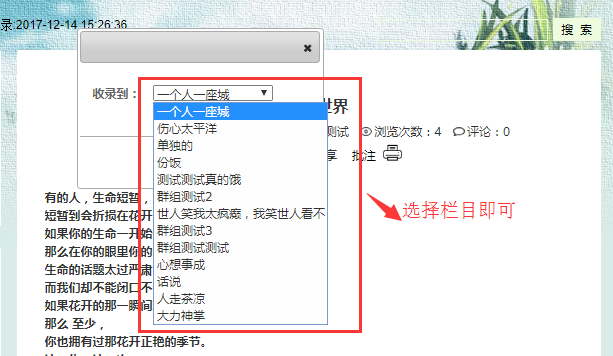 录:2017-12-14 15:26:36
搜 索
收录到：
一个人一座城
世界
一个人一座城
伤心太平洋
测试
浏览次数：4
评论：0
单独的
享
批注
份饭
测试测试真的饿
有的人，生命短暂，
群组测试2
短暂到会折损在花开
世人笑我太疯癫，我笑世人看不
选择栏目即可
如果你的生命一开始
群组测试3
那么在你的眼里你的
群组测试测试
生命的话题太过严肃
心想事成
而我们却不能闭口不
话说
如果花开的那一瞬间
人走茶凉
那么 至少，
大力神掌
你也拥有过那花开正艳的季节。